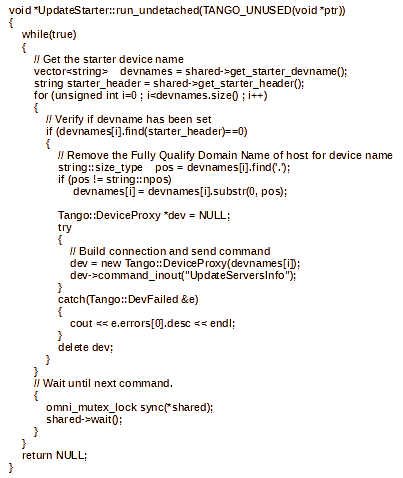 void *UpdateStarter::run_undetached(TANGO_UNUSED(void *ptr))
{
while(true)
{
// Get the starter device name
vector<string> devnames = shared->get_starter_devname();
string starter_header = shared->get_starter_header();
for (unsigned int i=0 ; i<devnames.size() ; i++)
{
// Verify if devname has been set
if (devnames[i].find(starter_header)==0)
{
// Remove the Fully Qualify Domain Name of host for device name
string::size_type pos = devnames[i].find('.');
if (pos != string::npos)
devnames[i] = devnames[i].substr(0, pos);
Tango::DeviceProxy *dev = NULL;
try
{
// Build connection and send command
dev = new Tango::DeviceProxy(devnames[i]);
dev->command_inout("UpdateServersInfo");
}
catch(Tango::DevFailed &e)
{
cout << e.errors[0].desc << endl;
}
delete dev;
}
}
// Wait until next command.
{
omni_mutex_lock sync(*shared);
shared->wait();
}
}
return NULL;
}